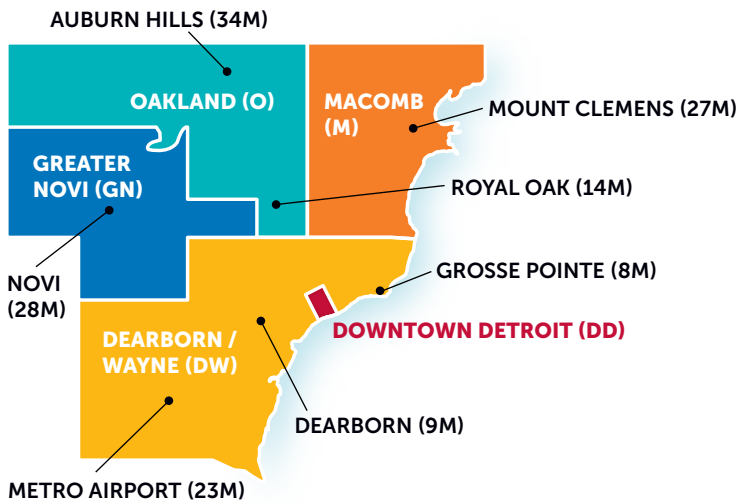 AUBURN HILLS (34M)
OAKLAND (O)
MACOMB
(M)
MOUNT CLEMENS (27M)
GREATER
NOVI (GN)
ROYAL OAK (14M)
NOVI
(28M)
GROSSE POINTE (8M)
DOWNTOWN DETROIT (DD)
DEARBORN /
WAYNE (DW)
DEARBORN (9M)
METRO AIRPORT (23M)